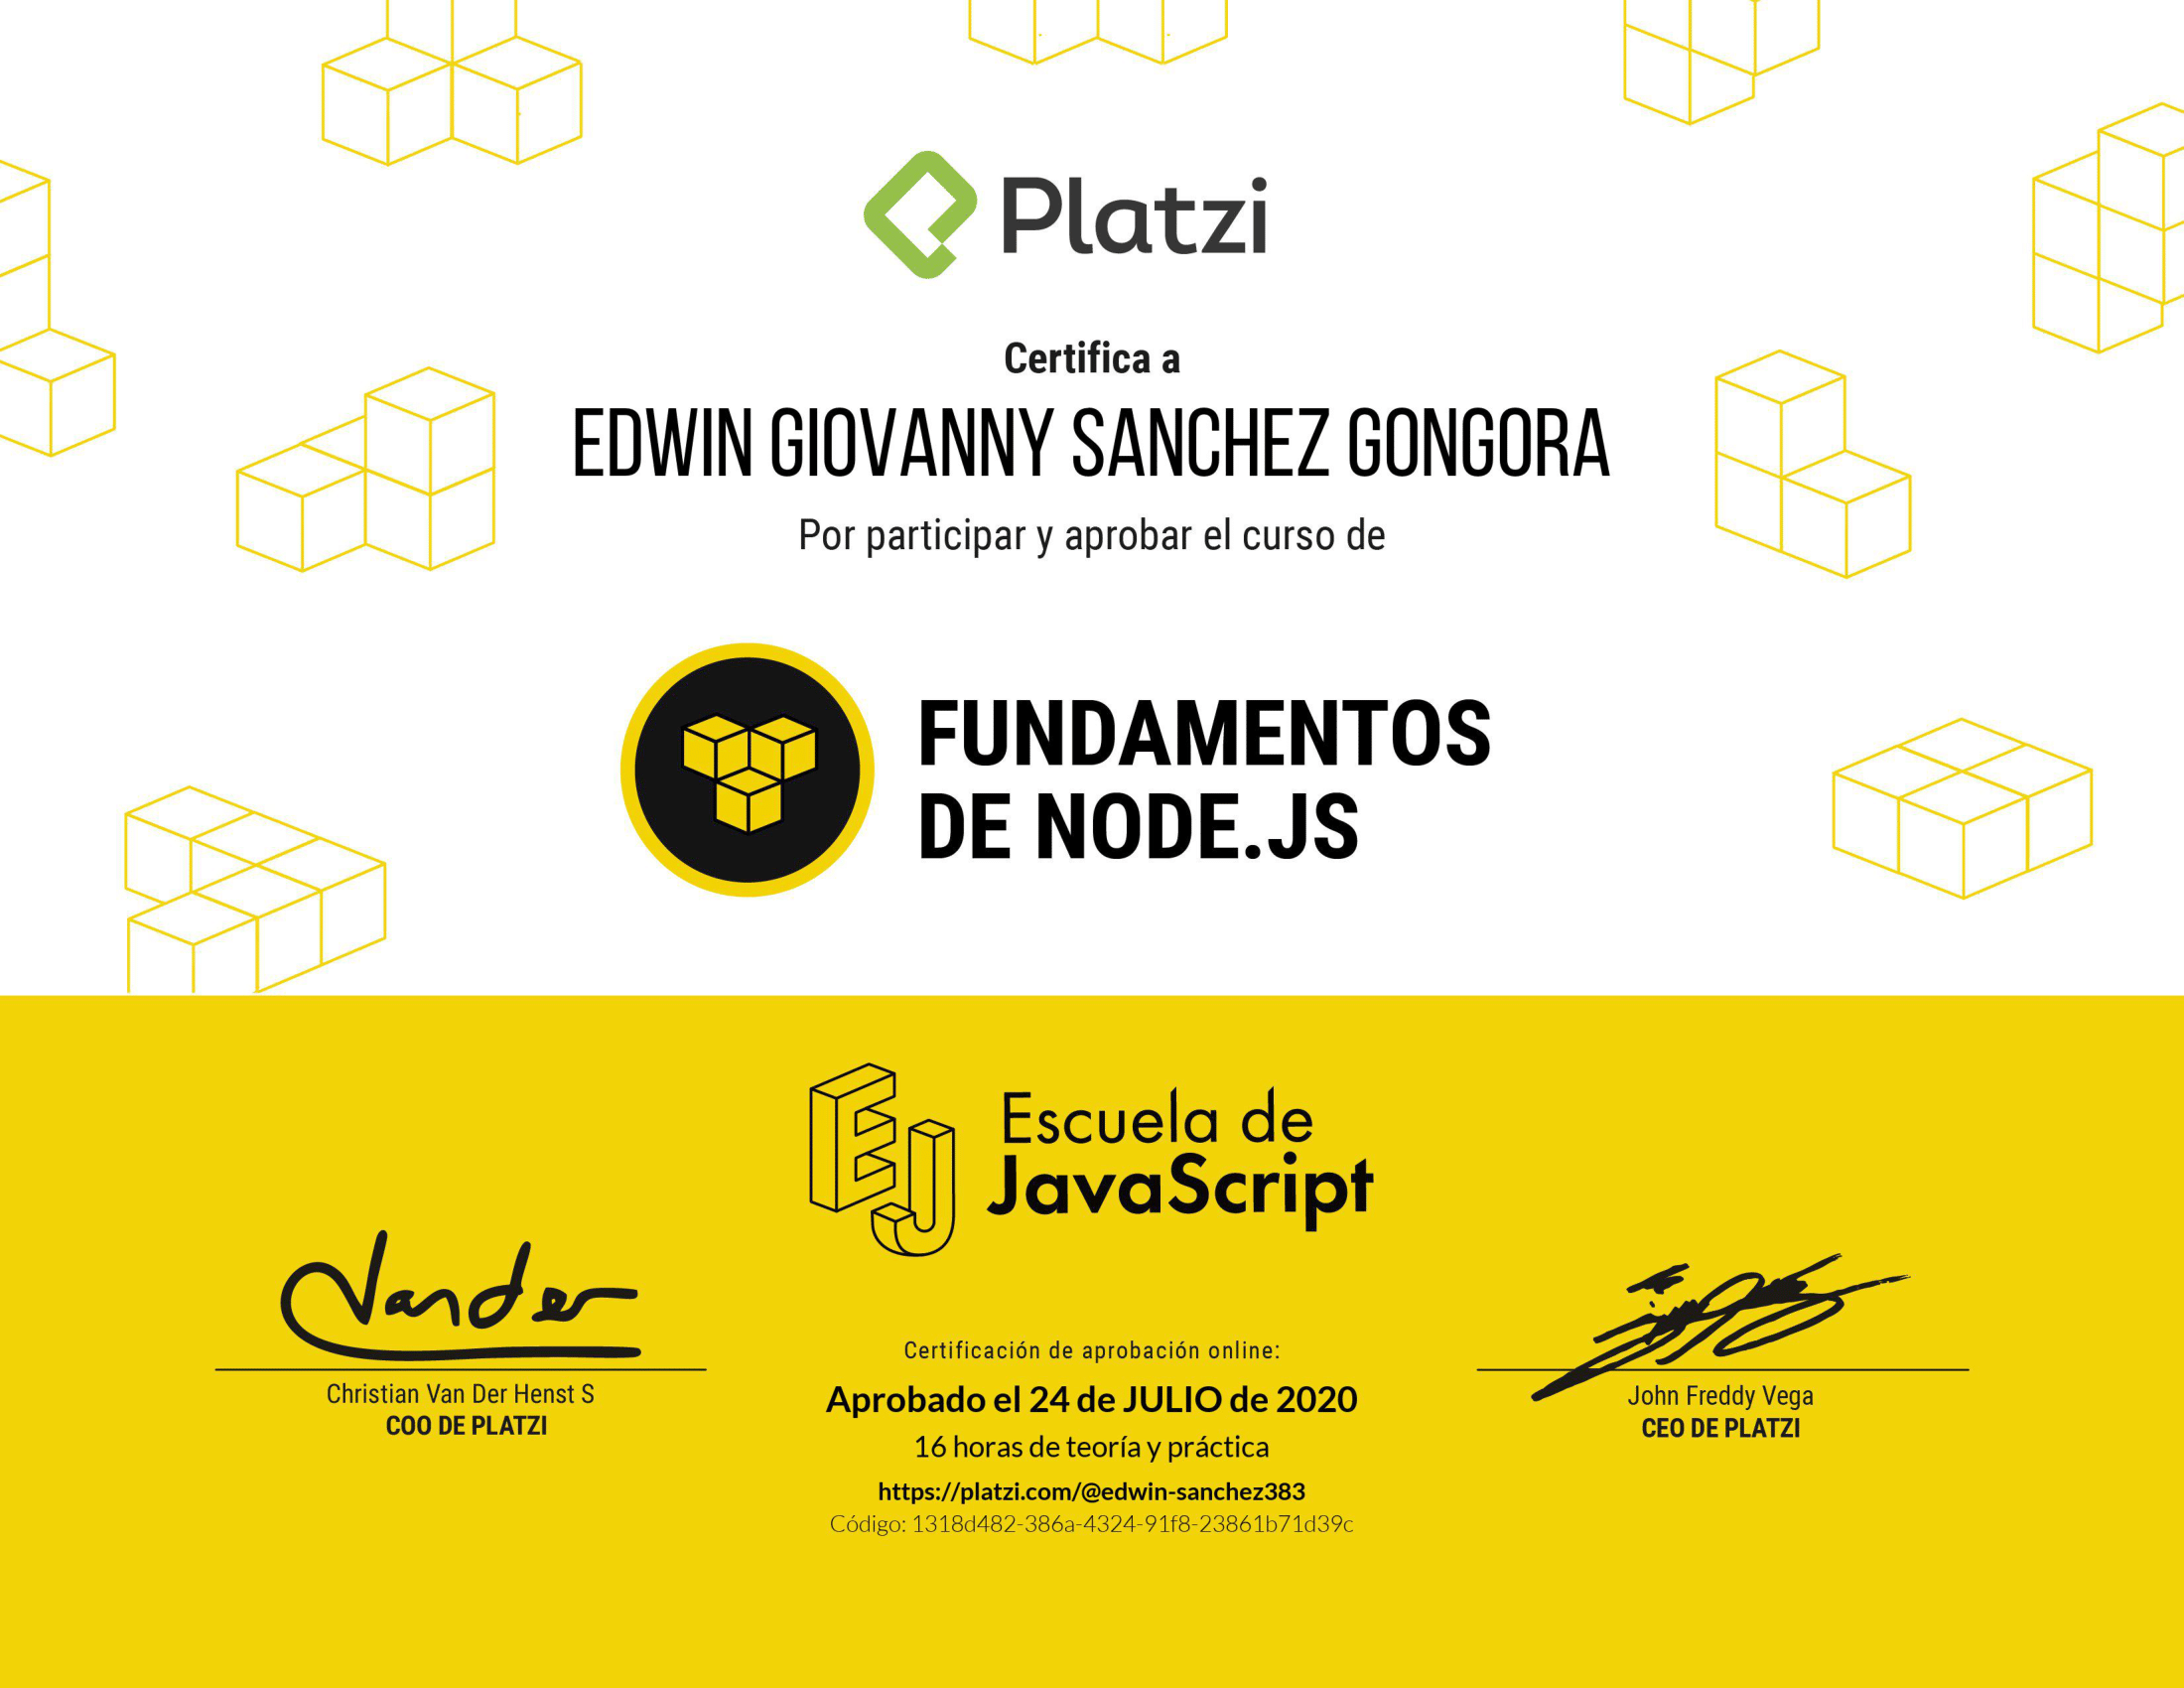 Platzi
Certifica a
EDWIN GIOVANNY SANCHEZ GONGORA
Por participar y aprobar el curso de
FUNDAMENTOS
DE NODE.JS
EJ
Escuela de
JavaScript
Vander
Christian Van Der Henst S
COO DE PLATZI
Certificación de aprobación online:
Aprobado el 24 de JULIO de 2020
16 horas de teoría y práctica
https://platzi.com/@edwin-sanchez383
Código: 1318d482-386a-4324-91f8-23861b71d39c
John Freddy Vega
CEO DE PLATZI